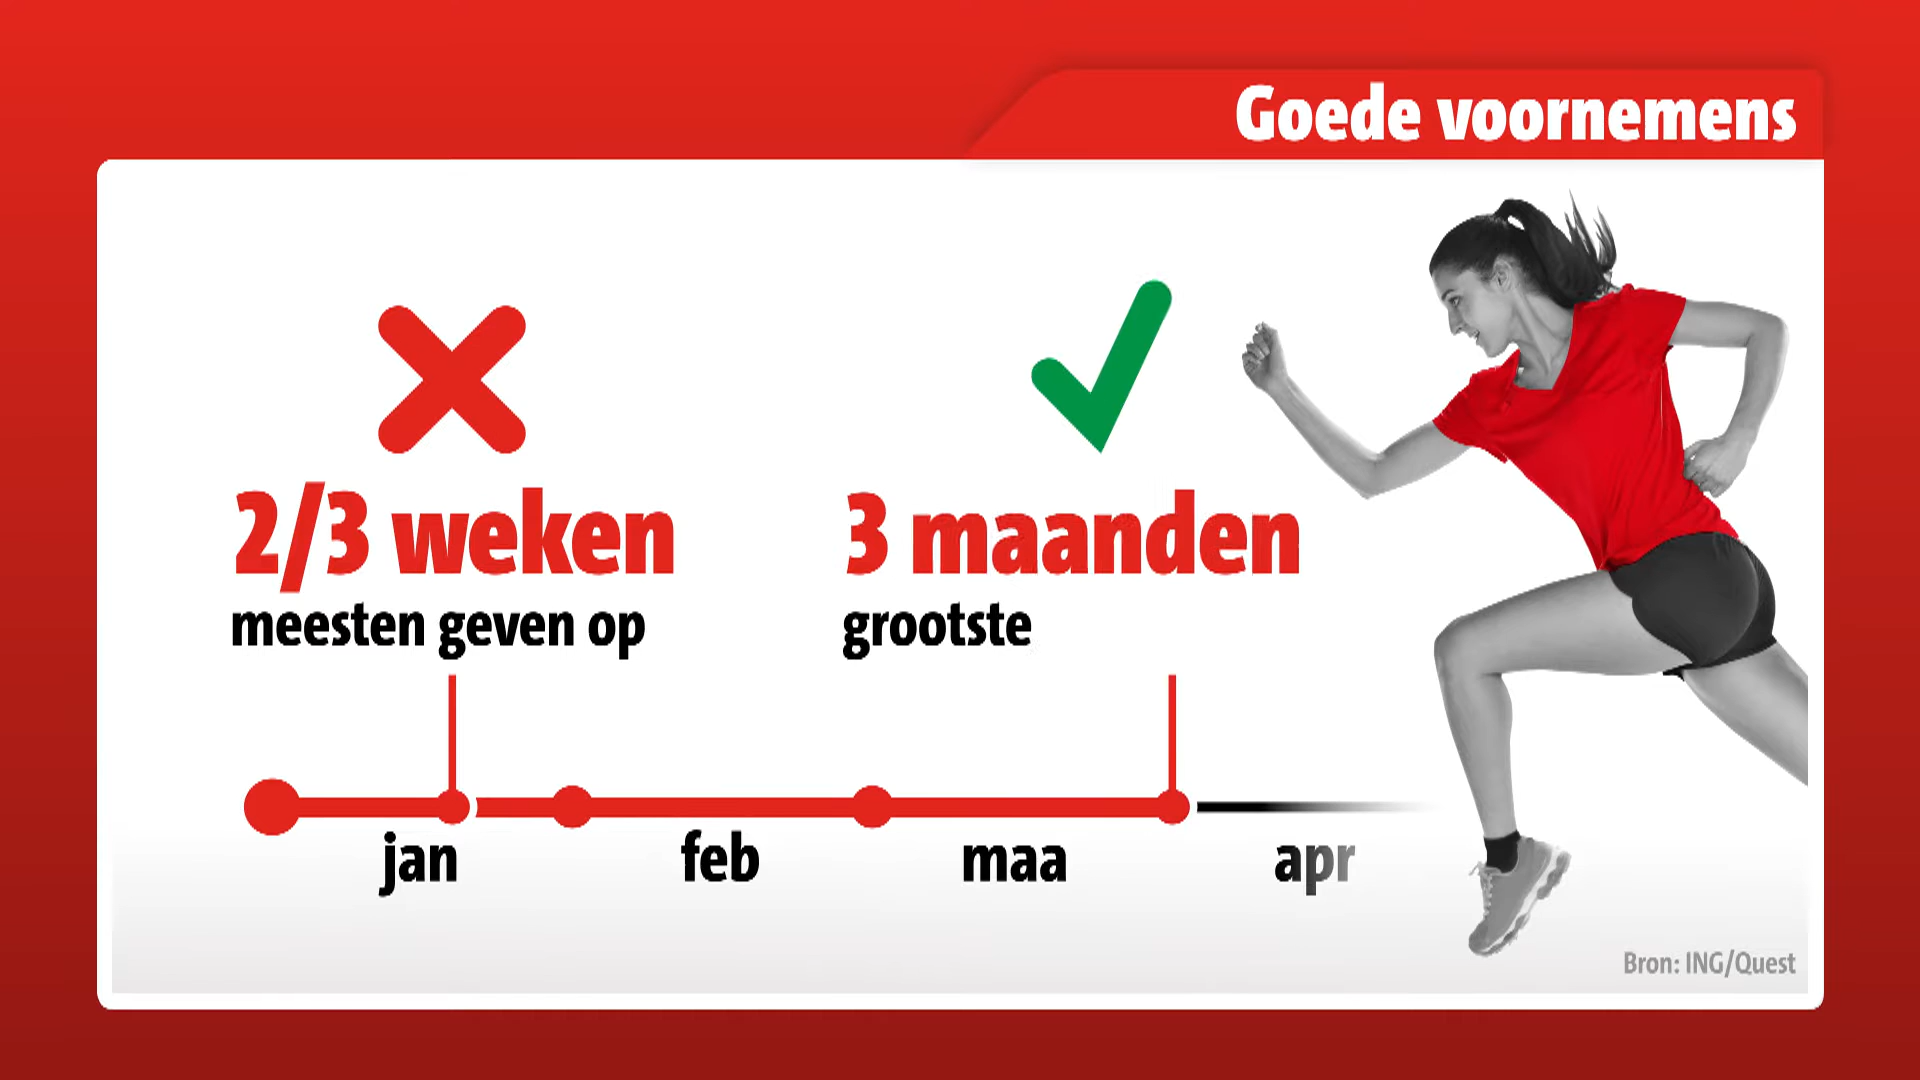 Goede voornemens
2/3 weken
meesten geven op
3 maanden
grootste
jan
feb
maa
apr
Bron: ING/Quest